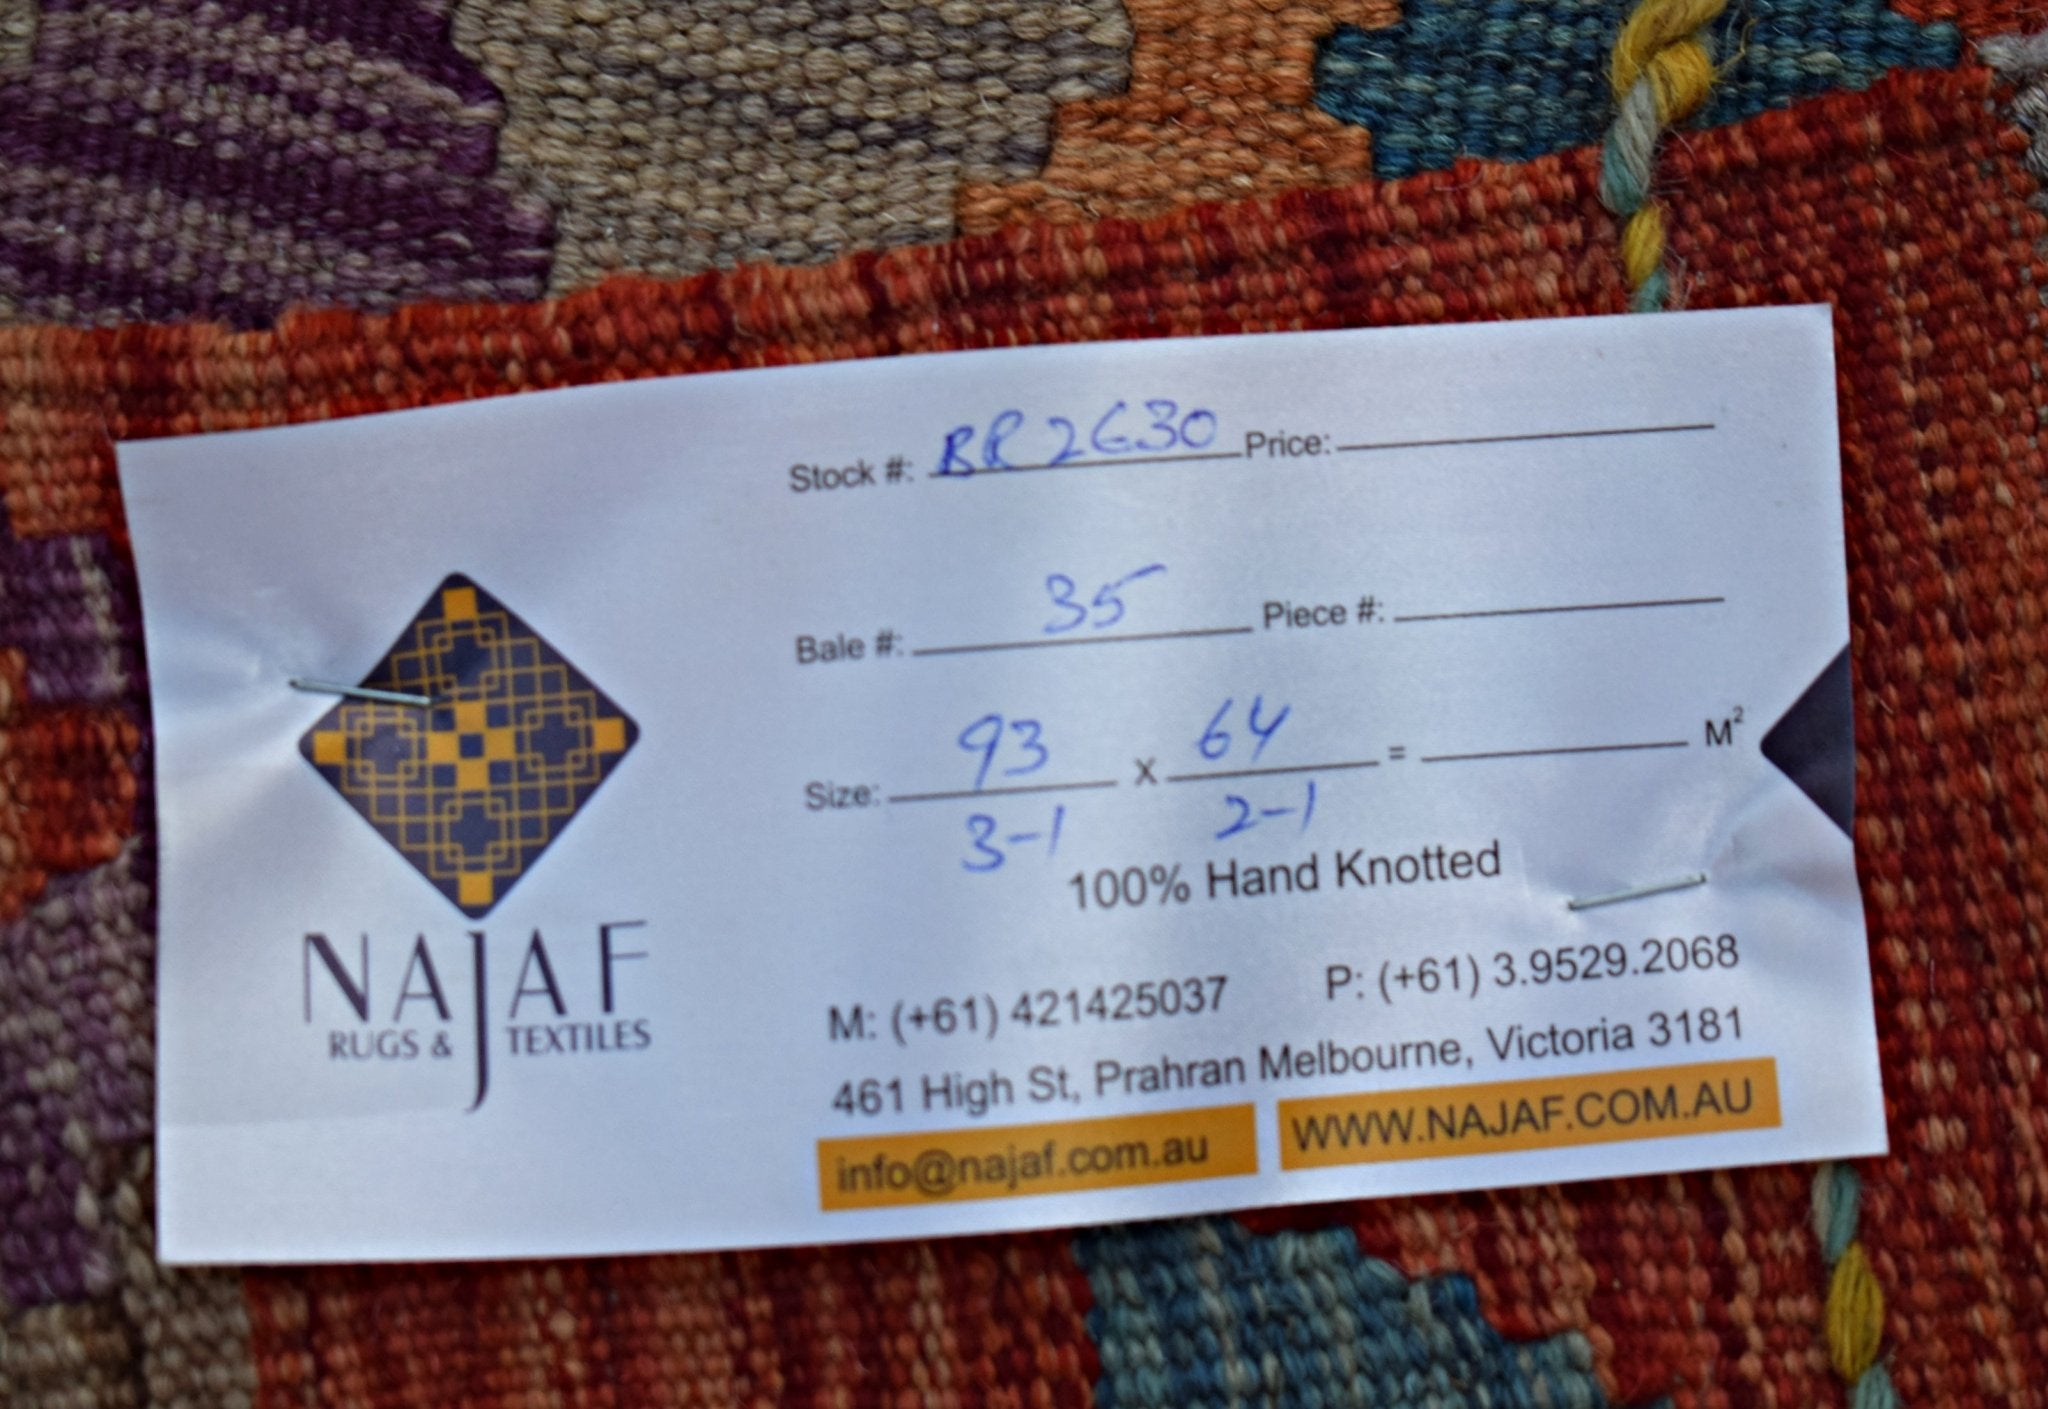 Stock #: BR2630 Price:
Bale #: 35 Piece #:
Size: 93 x 64 = M²
3-1 2-1
100% Hand Knotted
NAJAF
RUGS & TEXTILES
M: (+61) 421425037 P: (+61) 3.9529.2068
461 High St, Prahran Melbourne, Victoria 3181
info@najaf.com.au WWW.NAJAF.COM.AU